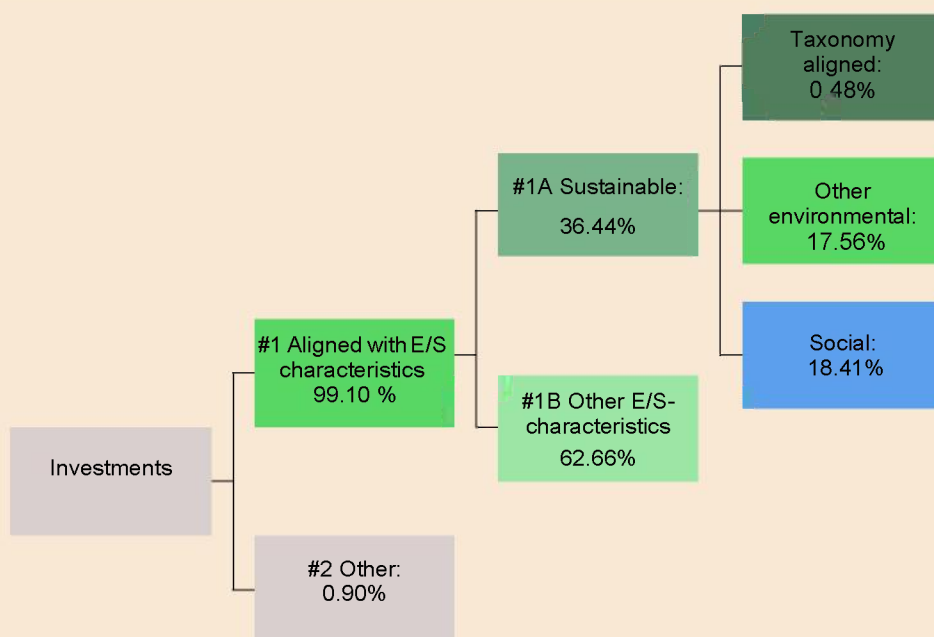 Taxonomy
aligned:
0.48%
#1A Sustainable:
36.44%
Other
environmental:
17.56%
#1 Aligned with E/S
characteristics
99.10 %
Social:
18.41%
#1B Other E/S-
characteristics
62.66%
Investments
#2 Other:
0.90%